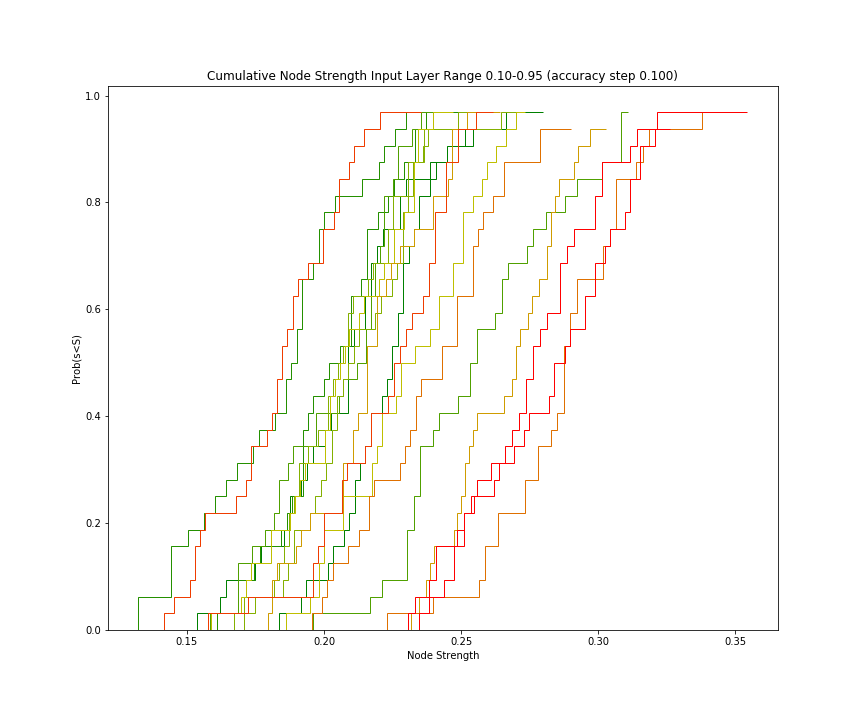 Cumulative Node Strength Input Layer Range 0.10-0.95 (accuracy step 0.100)
1.0
0.8
0.6
0.4
0.2
0.0
Prob(s<S)
0.15 0.20 0.25 0.30 0.35
Node Strength